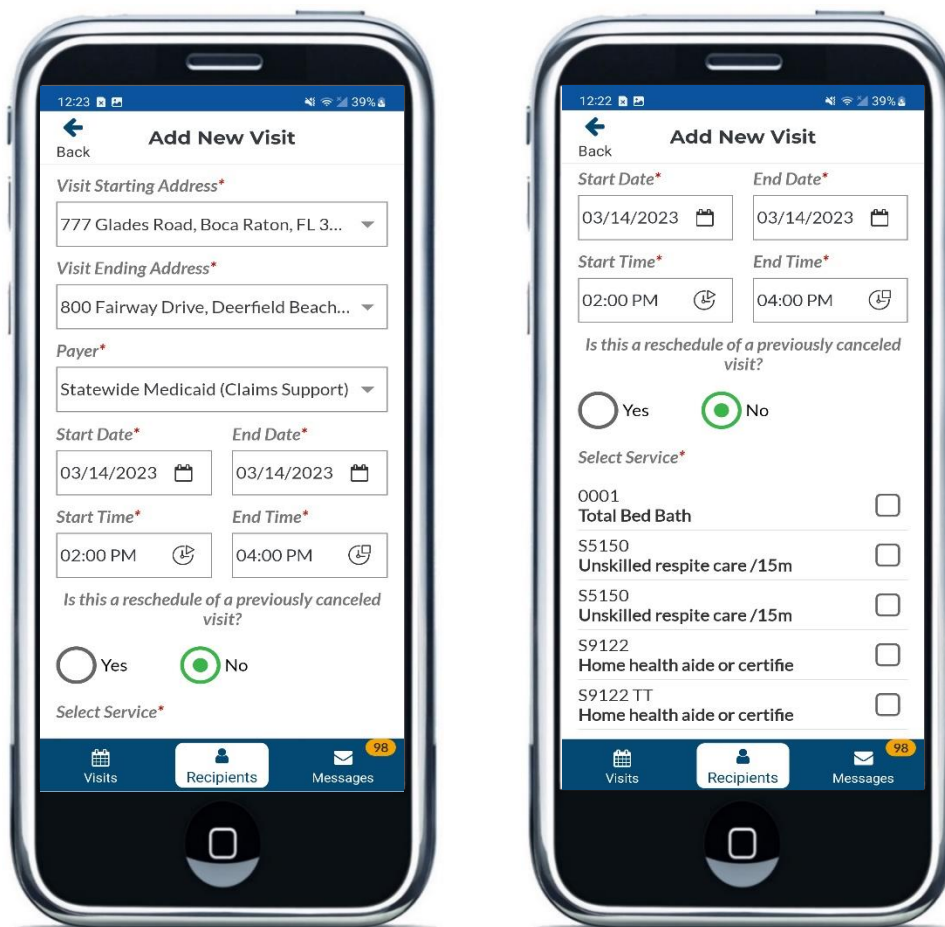 12:23 39%
Back Add New Visit
Visit Starting Address*
777 Glades Road, Boca Raton, FL 3...
Visit Ending Address*
800 Fairway Drive, Deerfield Beach...
Payer*
Statewide Medicaid (Claims Support)
Start Date* End Date*
03/14/2023 03/14/2023
Start Time* End Time*
02:00 PM 04:00 PM
Is this a reschedule of a previously canceled
visit?
Yes No
Select Service*
Visits Recipients Messages 98
12:22 39%
Back Add New Visit
Start Date* End Date*
03/14/2023 03/14/2023
Start Time* End Time*
02:00 PM 04:00 PM
Is this a reschedule of a previously canceled
visit?
Yes No
Select Service*
0001
Total Bed Bath
S5150
Unskilled respite care /15m
S5150
Unskilled respite care /15m
S9122
Home health aide or certifie
S9122 TT
Home health aide or certifie
Visits Recipients Messages 98